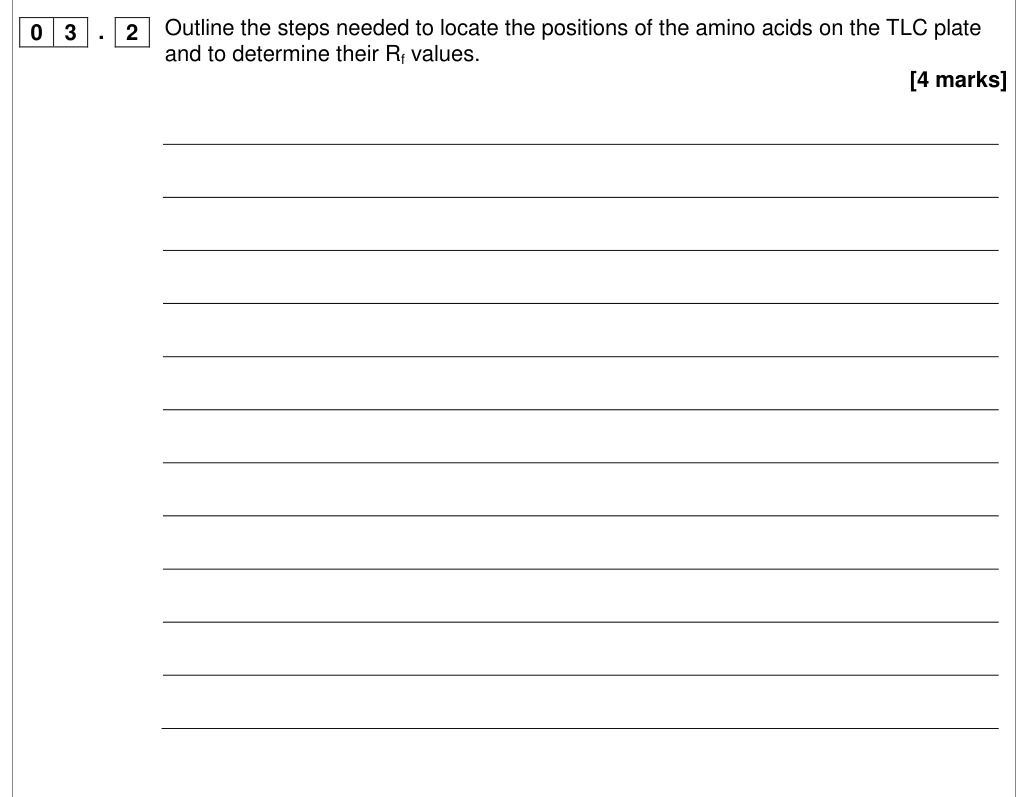 0 3 . 2 Outline the steps needed to locate the positions of the amino acids on the TLC plate
and to determine their Rf values.
[4 marks]